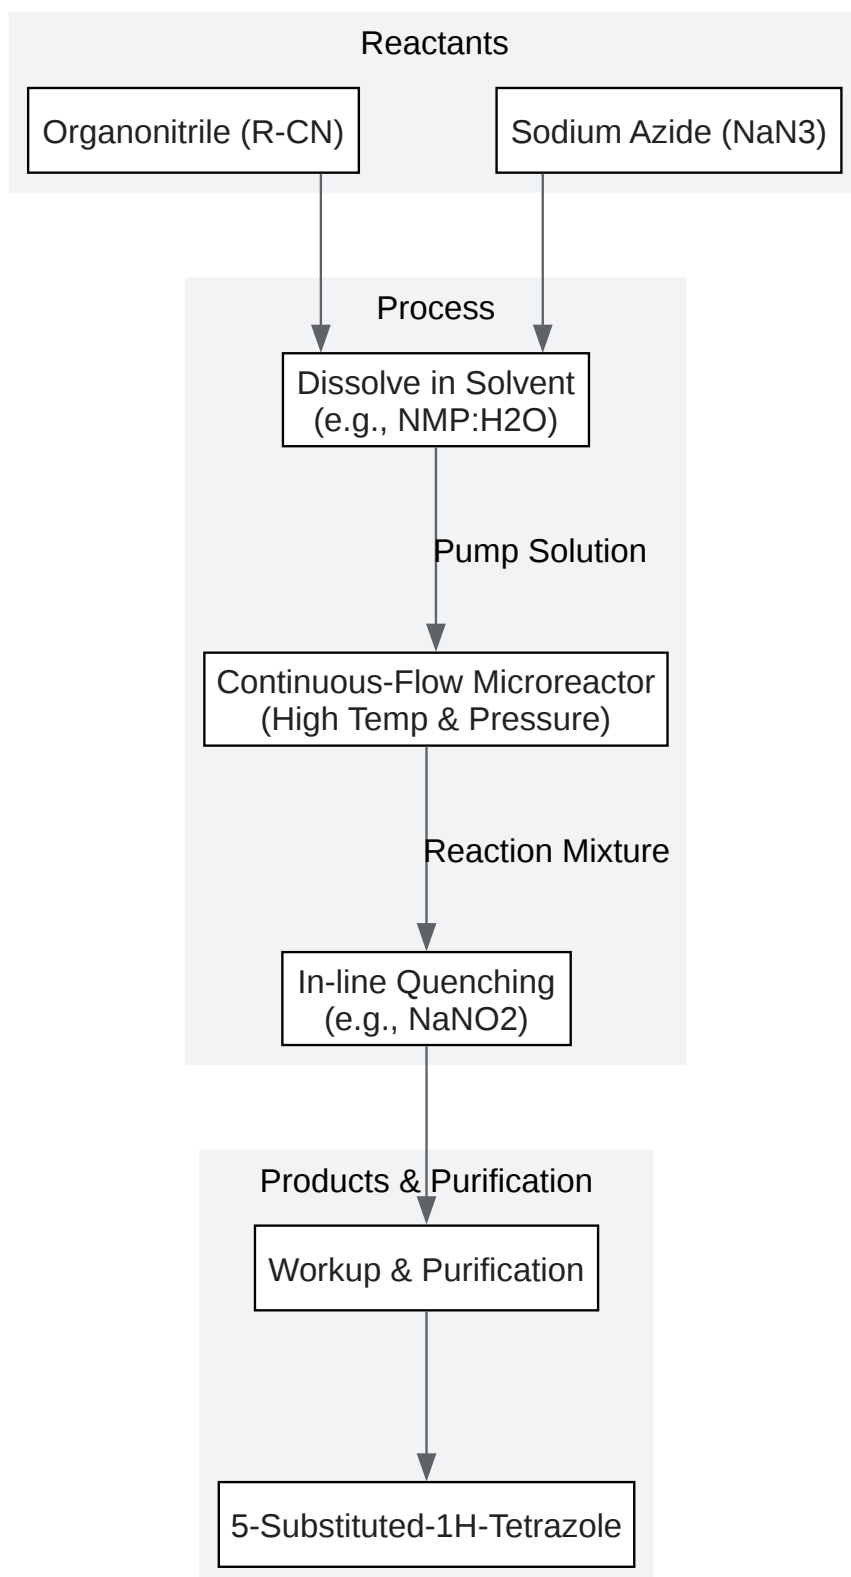 Reactants
Organonitrile (R-CN)
Sodium Azide (NaN3)
Process
Dissolve in Solvent
(e.g., NMP:H2O)
Pump Solution
Continuous-Flow Microreactor
(High Temp & Pressure)
Reaction Mixture
In-line Quenching
(e.g., NaNO2)
Products & Purification
Workup & Purification
5-Substituted-1H-Tetrazole